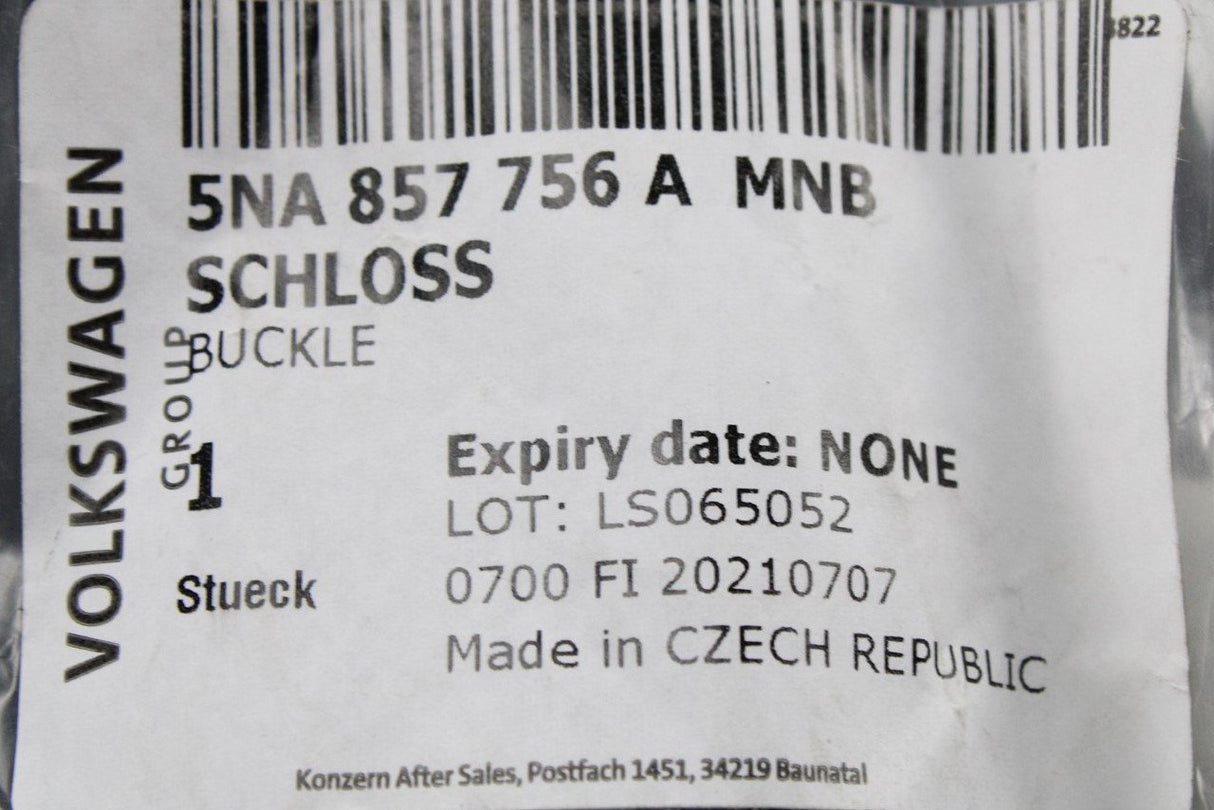 5NA 857 756 A MNB
SCHLOSS
BUCKLE
VOLKSWAGEN
GROUP
1
Stueck
Expiry date: NONE
LOT: LS065052
0700 FI 20210707
Made in CZECH REPUBLIC
Konzern After Sales, Postfach 1451, 34219 Baunatal